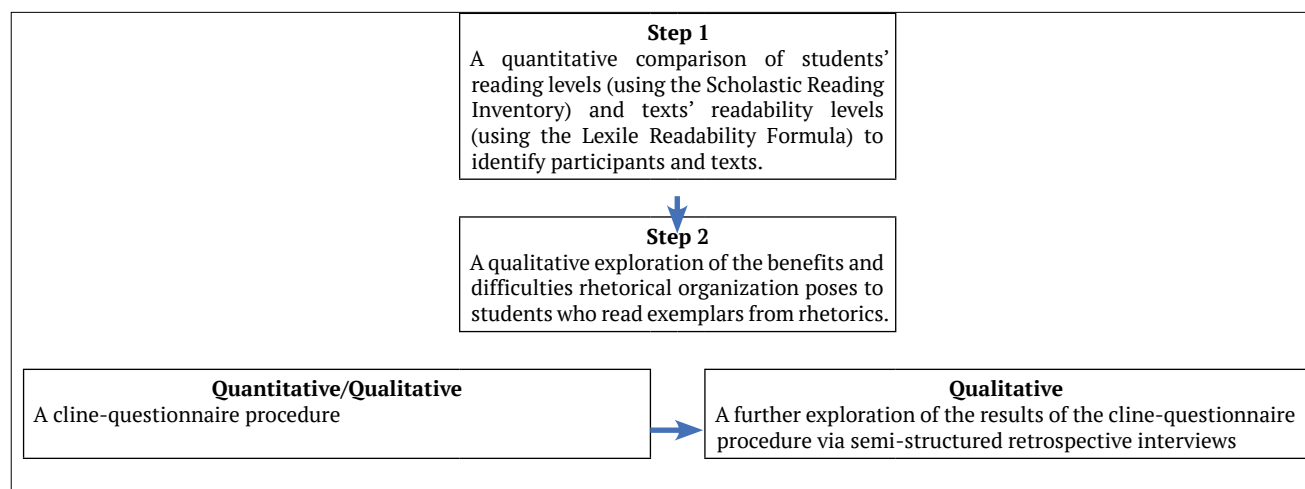 Step 1
A quantitative comparison of students’
reading levels (using the Scholastic Reading
Inventory) and texts’ readability levels
(using the Lexile Readability Formula) to
identify participants and texts.
Step 2
A qualitative exploration of the benefits and
difficulties rhetorical organization poses to
students who read exemplars from rhetorics.
Quantitative/Qualitative
A cline-questionnaire procedure
Qualitative
A further exploration of the results of the cline-questionnaire
procedure via semi-structured retrospective interviews